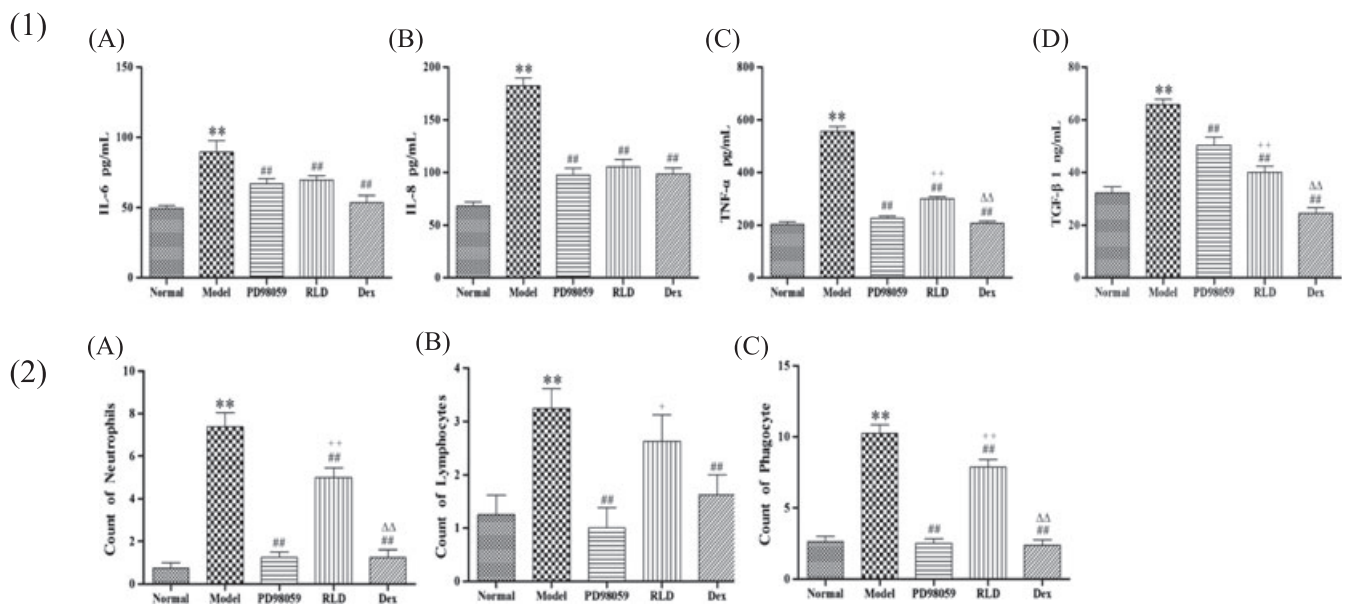 (1)
(A)
(B)
(C)
(D)
IL-6 pg/mL
150
100
50
0
**
##
##
##
Normal Model PD98059 RLD Dex
IL-8 pg/mL
200
150
100
50
0
**
##
##
##
Normal Model PD98059 RLD Dex
TNF-α pg/mL
800
600
400
200
0
**
##
++
##
ΔΔ
##
Normal Model PD98059 RLD Dex
TGF-β 1 ng/mL
80
60
40
20
0
**
##
++
##
ΔΔ
##
Normal Model PD98059 RLD Dex
(2)
(A)
(B)
(C)
Count of Neutrophils
10
8
6
4
2
0
**
##
++
##
ΔΔ
##
Normal Model PD98059 RLD Dex
Count of Lymphocytes
4
3
2
1
0
**
##
+
##
Normal Model PD98059 RLD Dex
Count of Phagocyte
15
10
5
0
**
##
++
##
ΔΔ
##
Normal Model PD98059 RLD Dex